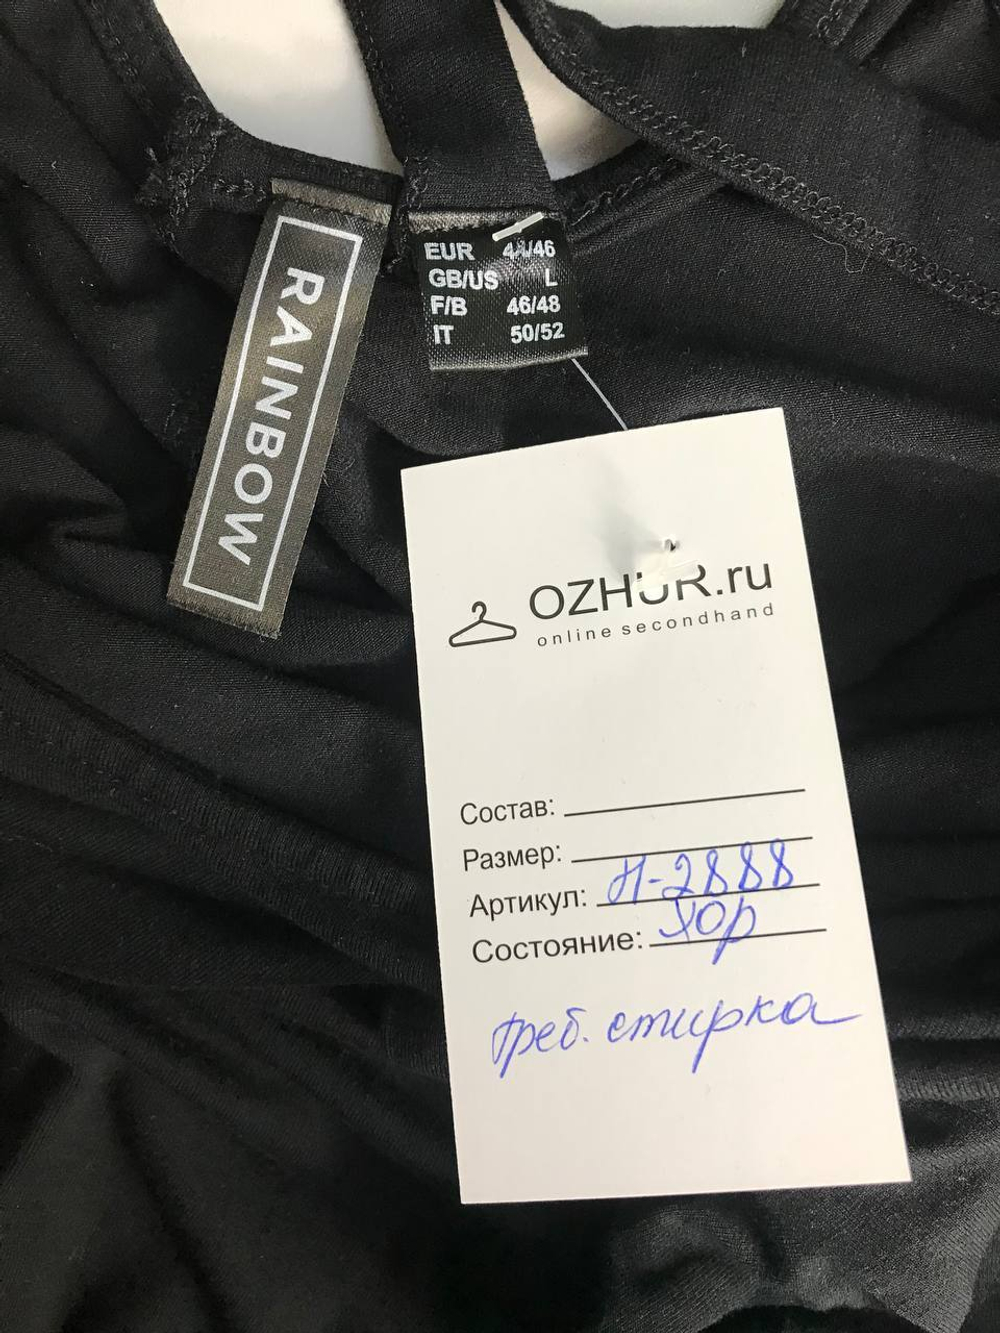 RAINBOW
EUR 44/46
GB/US L
F/B 46/48
IT 50/52
OZHUR.ru
online secondhand
Состав:
Размер:
Артикул: Н-2888
Состояние: хор
треб. стирка